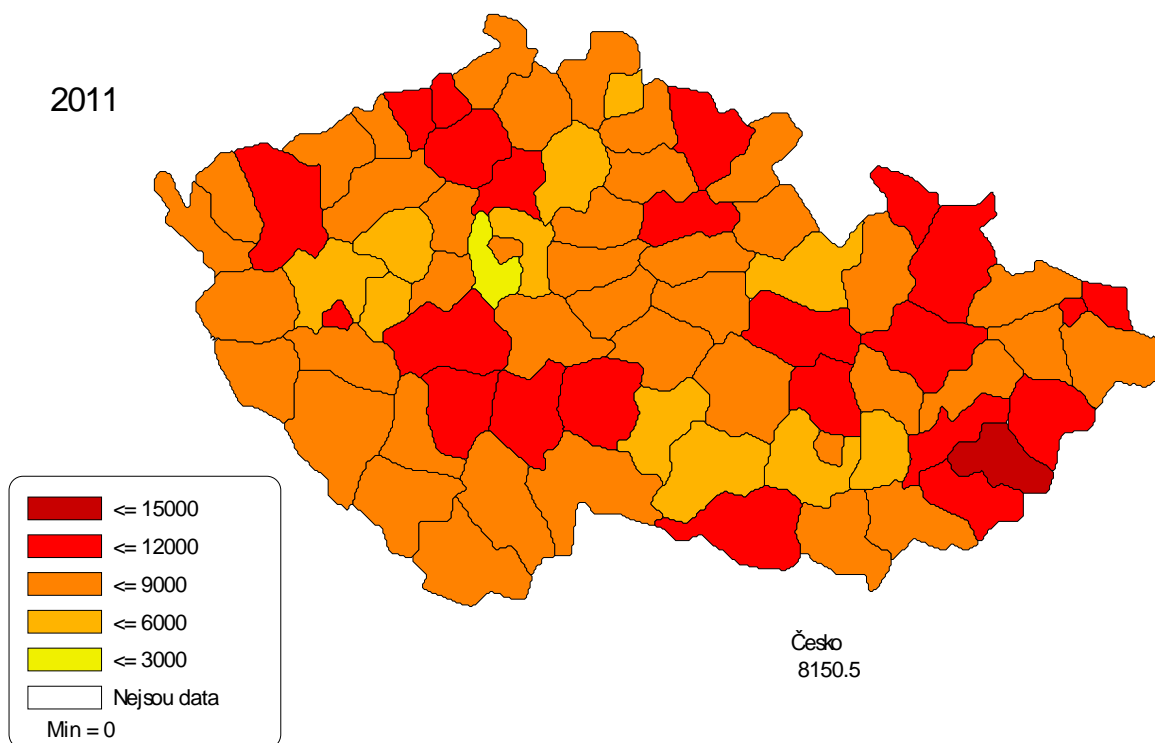 2011
<= 15000
<= 12000
<= 9000
<= 6000
<= 3000
Nejsou data
Min = 0
Česko
8150.5